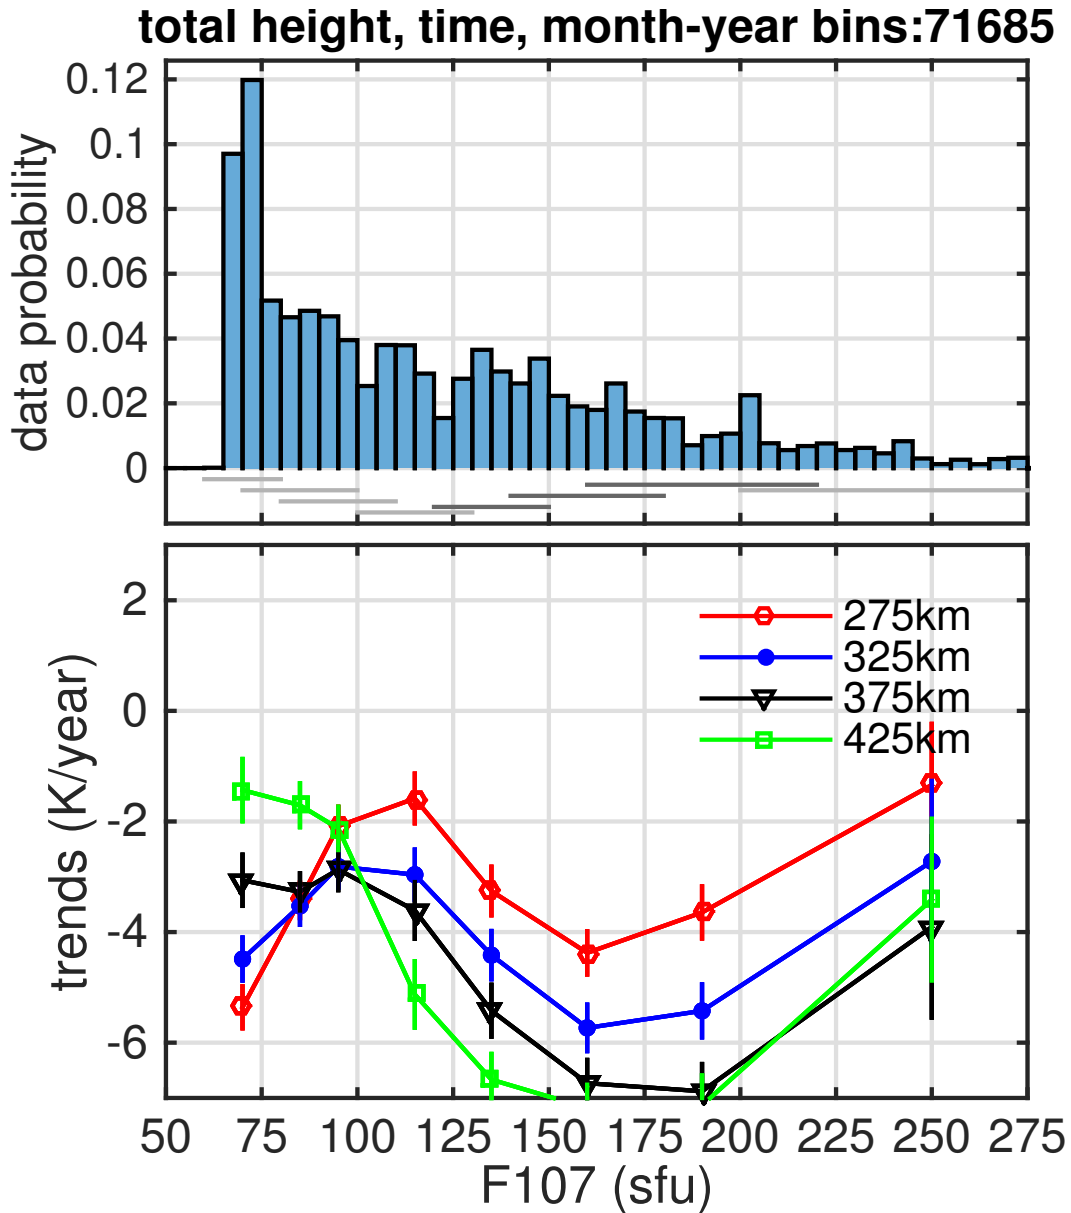 total height, time, month-year bins:71685
data probability
0.12
0.1
0.08
0.06
0.04
0.02
0
trends (K/year)
2
0
-2
-4
-6
275km
325km
375km
425km
50 75 100 125 150 175 200 225 250 275
F107 (sfu)